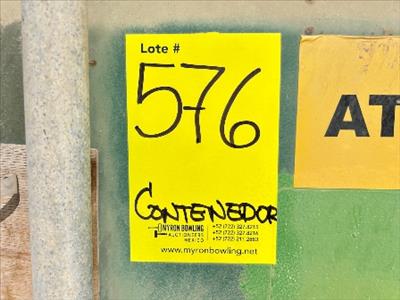 Lote #
576
AT
CONTENEDOR
MYRON BOWLING
AUCTIONEERS
MEXICO
www.myronbowling.net